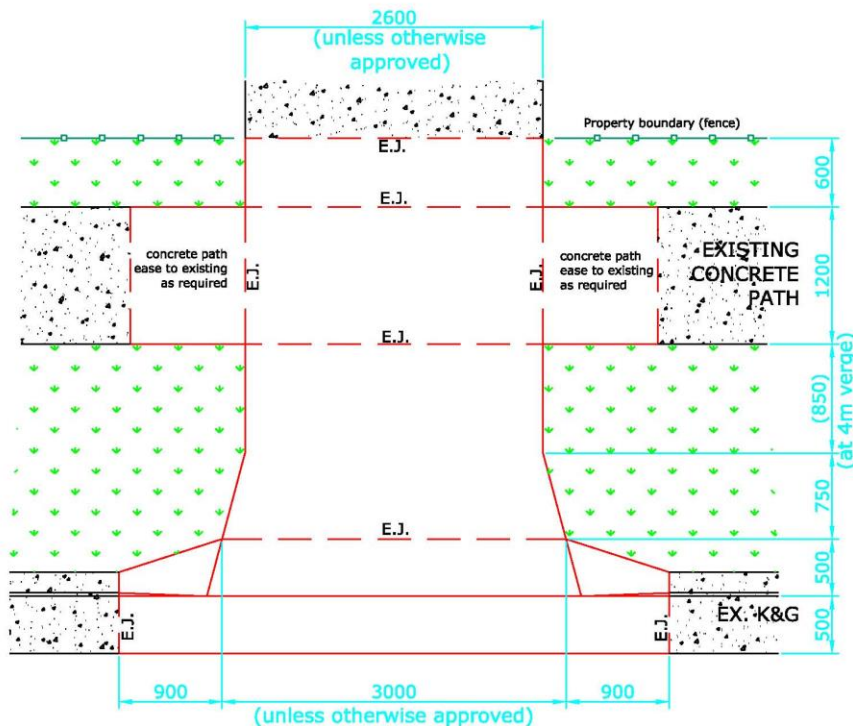 2600
(unless otherwise
approved)
Property boundary (fence)
E.J.
600
E.J.
concrete path
ease to existing
as required
E.J.
E.J.
concrete path
ease to existing
as required
EXISTING
CONCRETE
PATH
1200
E.J.
(850)
(at 4m verge)
750
E.J.
500
E.J.
E.J.
EX. K&G
500
900
3000
900
(unless otherwise approved)